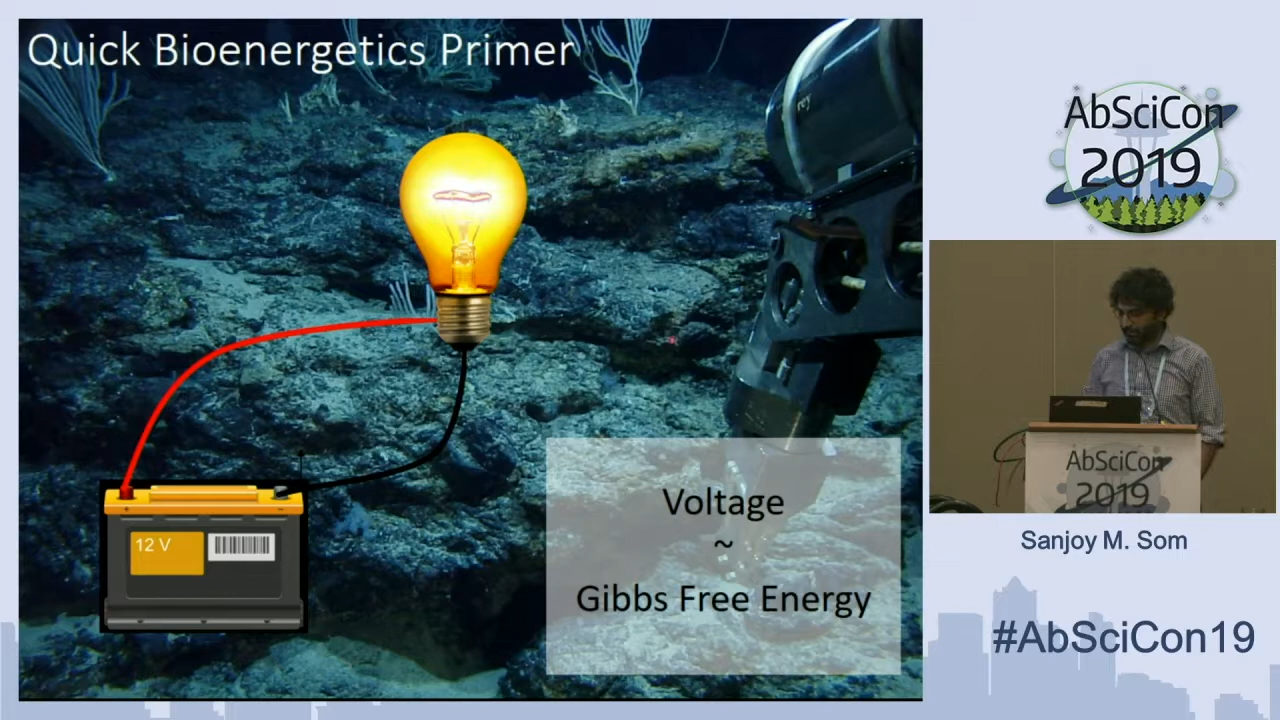 Quick Bioenergetics Primer
12 V
Voltage
~
Gibbs Free Energy
AbSciCon
2019
AbSciCon
2019
Sanjoy M. Som
#AbSciCon19